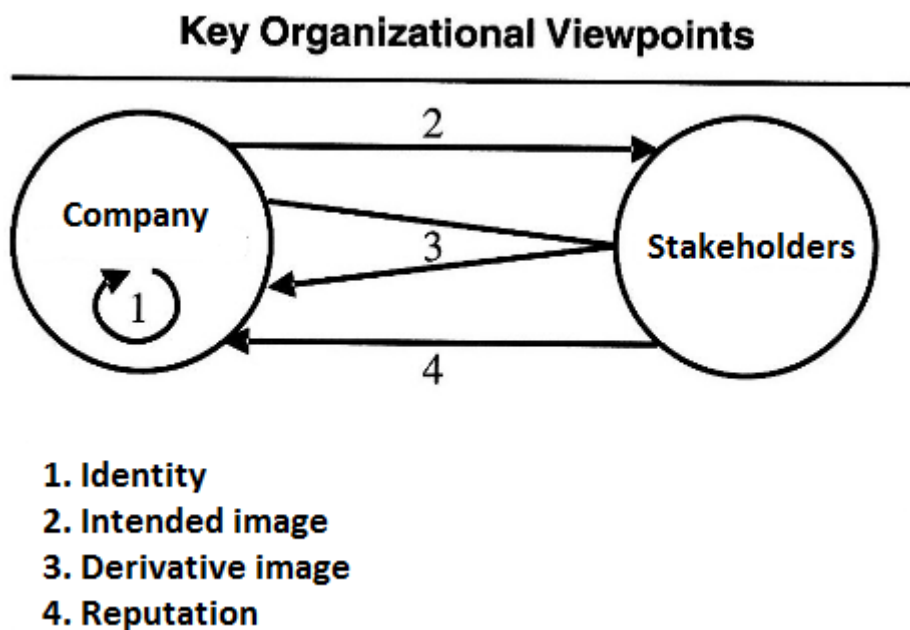 Key Organizational Viewpoints
2
Company
3
Stakeholders
1
4
1. Identity
2. Intended image
3. Derivative image
4. Reputation